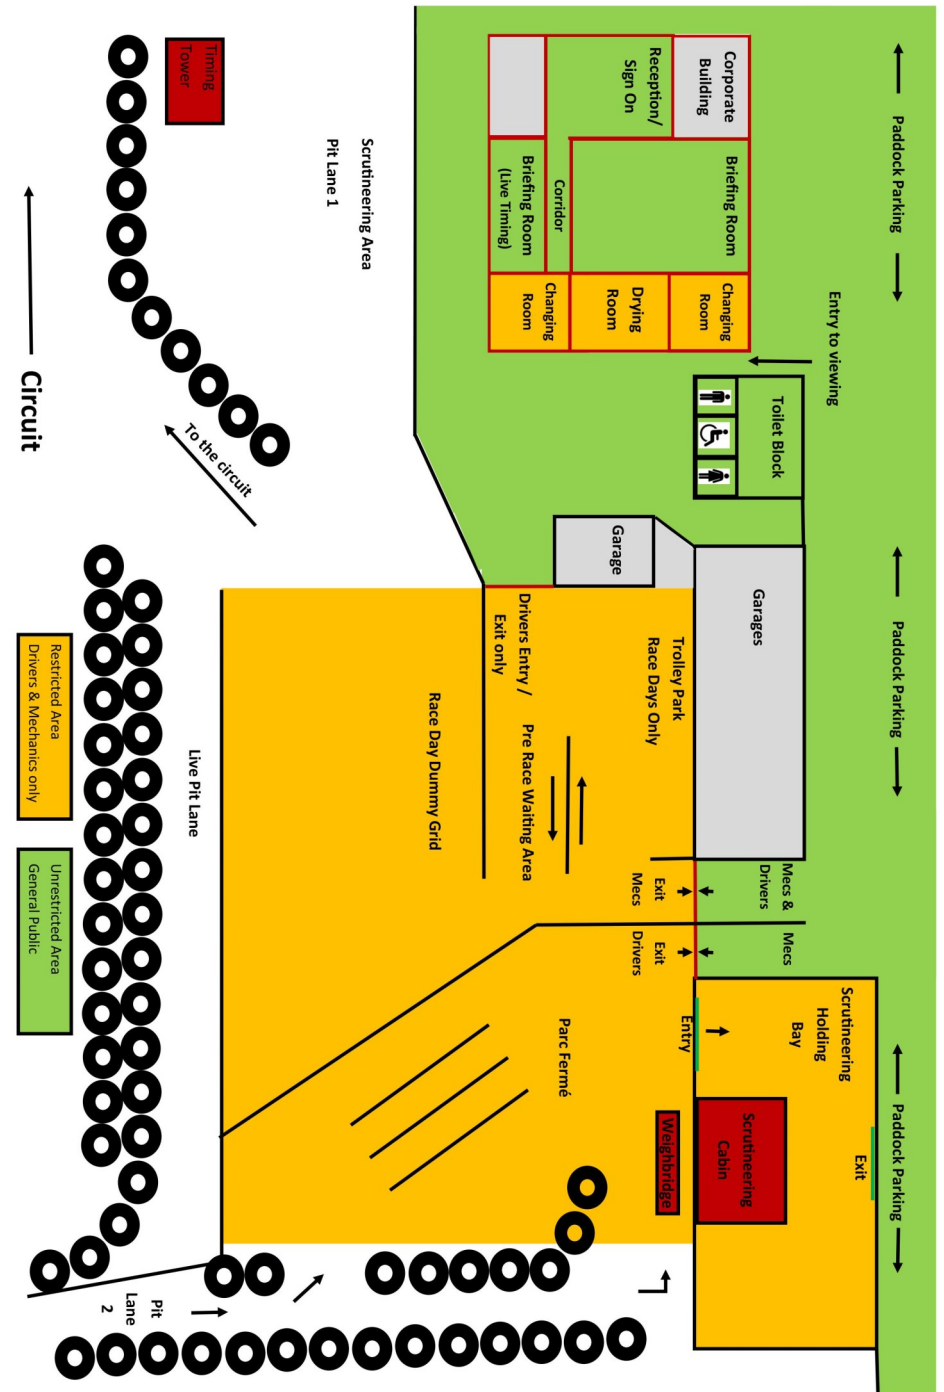 Paddock Parking
Paddock Parking
Paddock Parking
Corporate
Building
Reception/
Sign On
Briefing Room
Briefing Room
(Live Timing)
Corridor
Changing
Room
Drying
Room
Changing
Room
Entry to viewing
Toilet Block
Garage
Garages
Mecs &
Drivers
Mecs
Exit
Mecs
Exit
Drivers
Scrutineering
Holding
Bay
Entry
Exit
Scrutineering
Cabin
Weighbridge
Trolley Park
Race Days Only
Drivers Entry /
Exit only
Pre Race Waiting Area
Race Day Dummy Grid
Parc Fermé
Scrutineering Area
Pit Lane 1
Timing
Tower
To the circuit
Circuit
Live Pit Lane
Pit
Lane
2
Restricted Area
Drivers & Mechanics only
Unrestricted Area
General Public